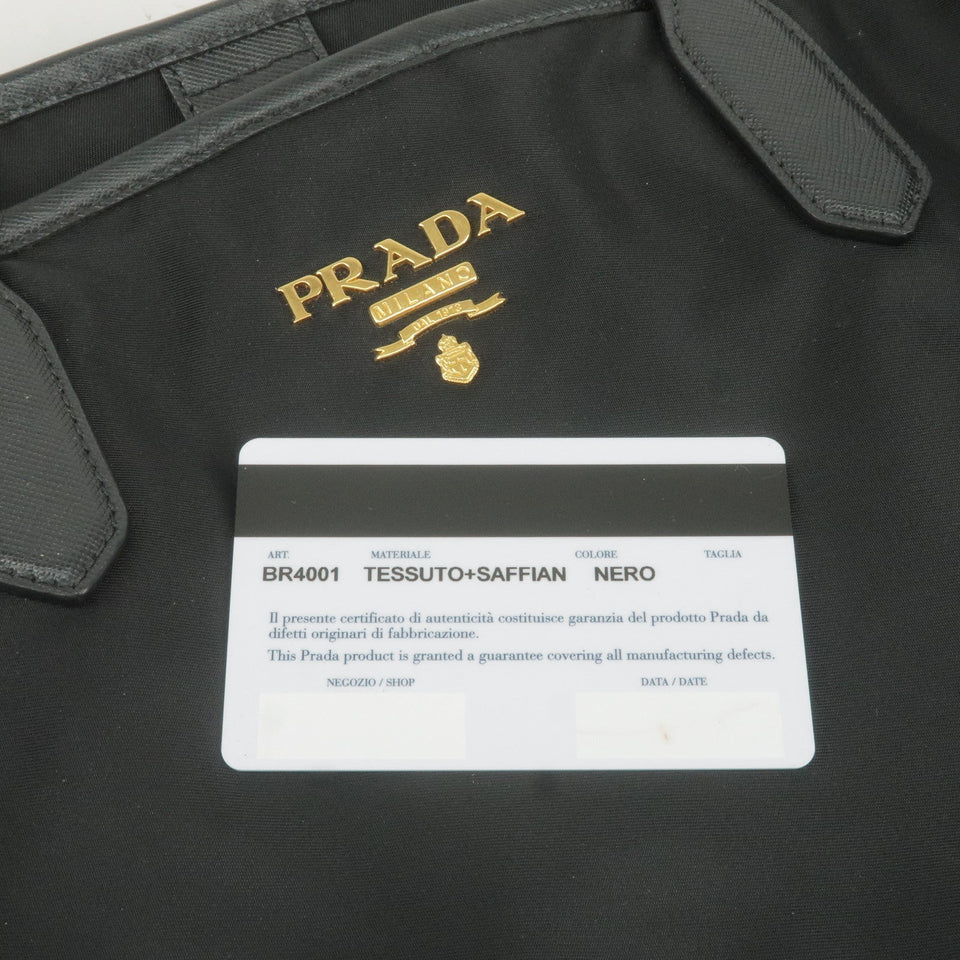 PRADA
MILANO
DAL 1913
ART. MATERIALE COLORE TAGLIA
BR4001 TESSUTO+SAFFIAN NERO
Il presente certificato di autenticità costituisce garanzia del prodotto Prada da
difetti originari di fabbricazione.
This Prada product is granted a guarantee covering all manufacturing defects.
NEGOZIO / SHOP DATA / DATE